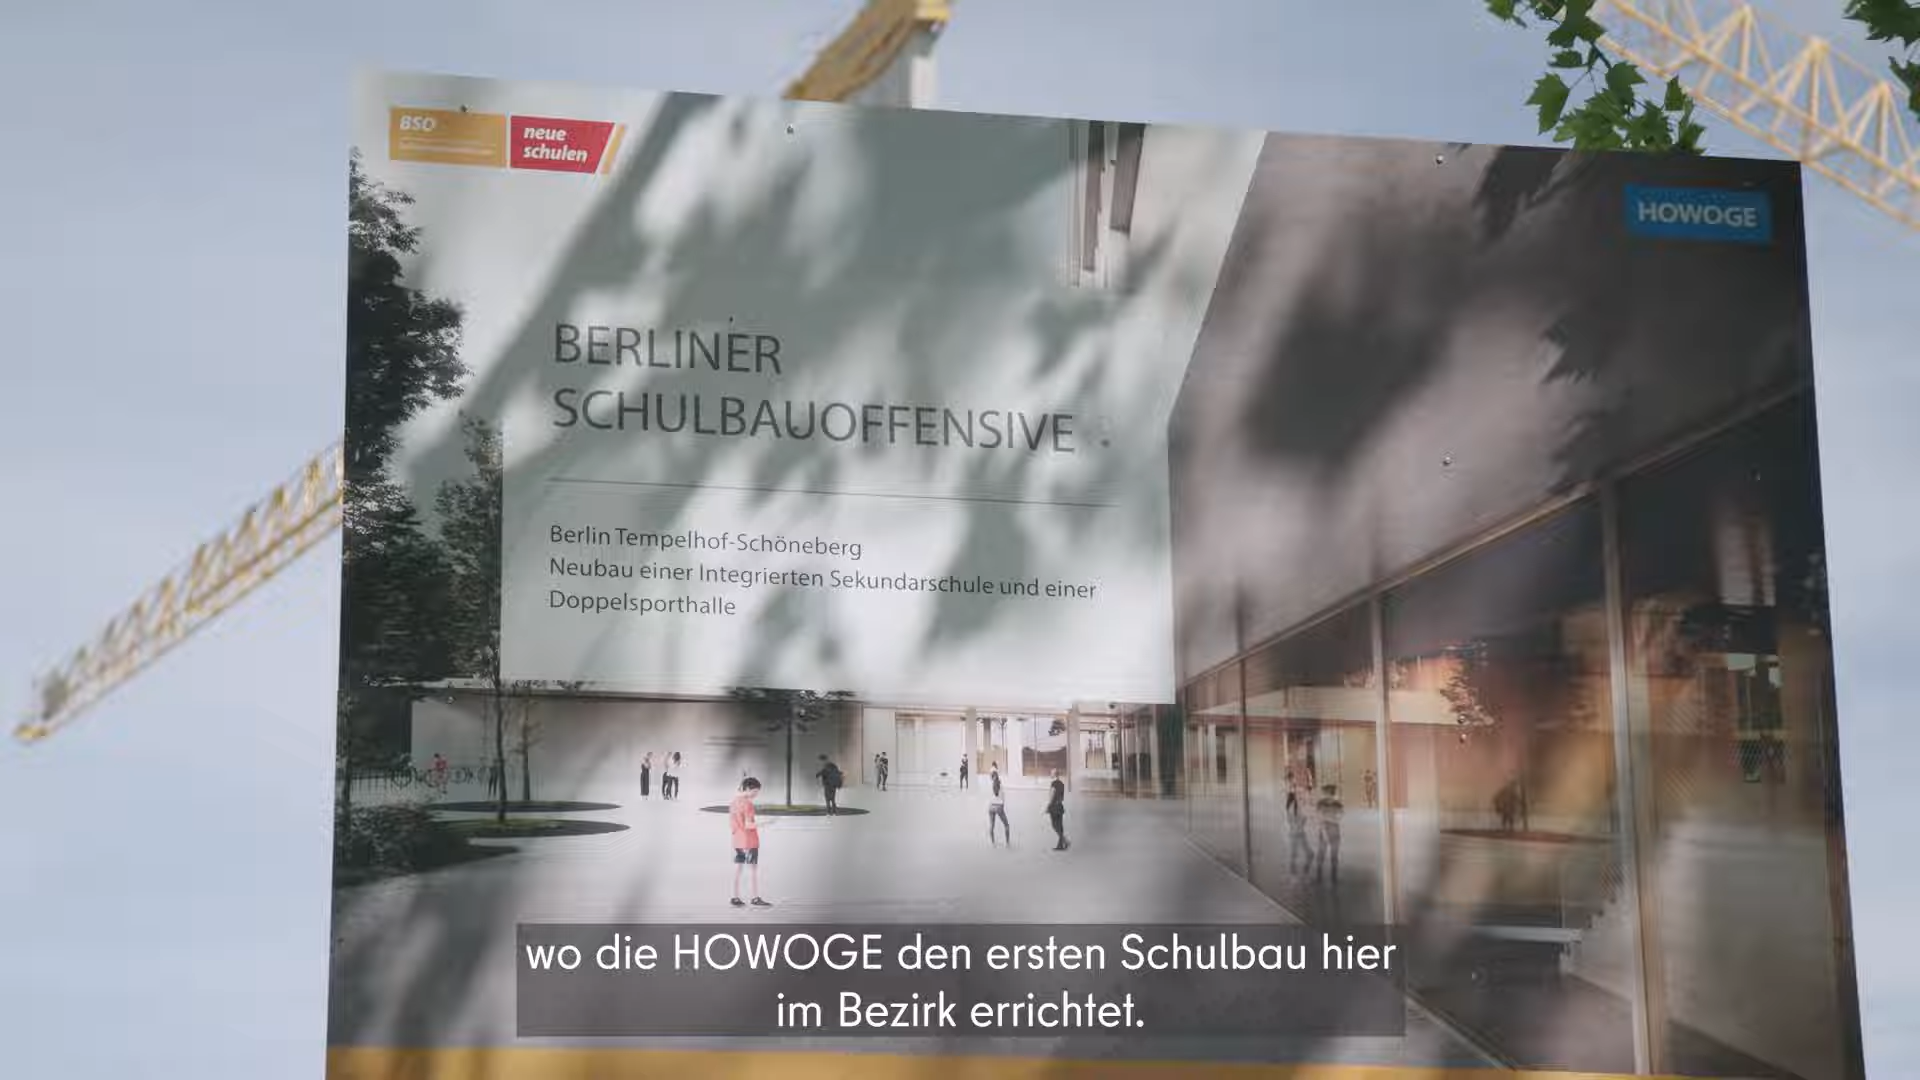 BSO
neue
schulen
HOWOGE
BERLINER
SCHULBAUOFFENSIVE
Berlin Tempelhof-Schöneberg
Neubau einer Integrierten Sekundarschule und einer
Doppelsporthalle
wo die HOWOGE den ersten Schulbau hier
im Bezirk errichtet.